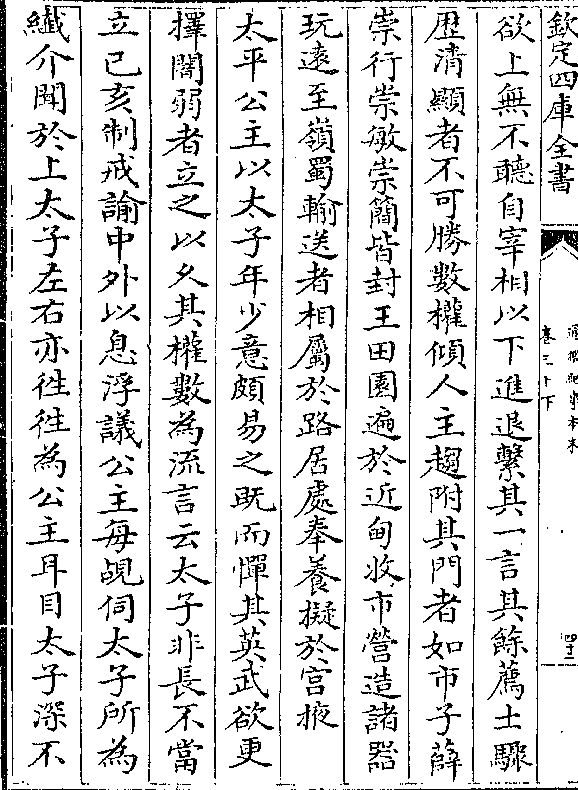 欽定四庫全書
通鑑紀事本末
卷三十下
四十二
欲上無不聽自宰相以下進退繫其一言其餘薦士驟
歴清顯者不可勝數權傾人主趨附其門者如市子薛
崇行崇敏崇簡皆封王田園遍於近甸收市營造諸器
玩遠至嶺蜀輸送者相屬於路居處奉養擬於宫掖
太平公主以太子年少意頗易之既而憚其英武欲更
擇闇弱者立之以久其權數為流言云太子非長不當
立己亥制戒諭中外以息浮議公主每覘伺太子所為
纎介聞於上太子左右亦徃徃為公主耳目太子深不